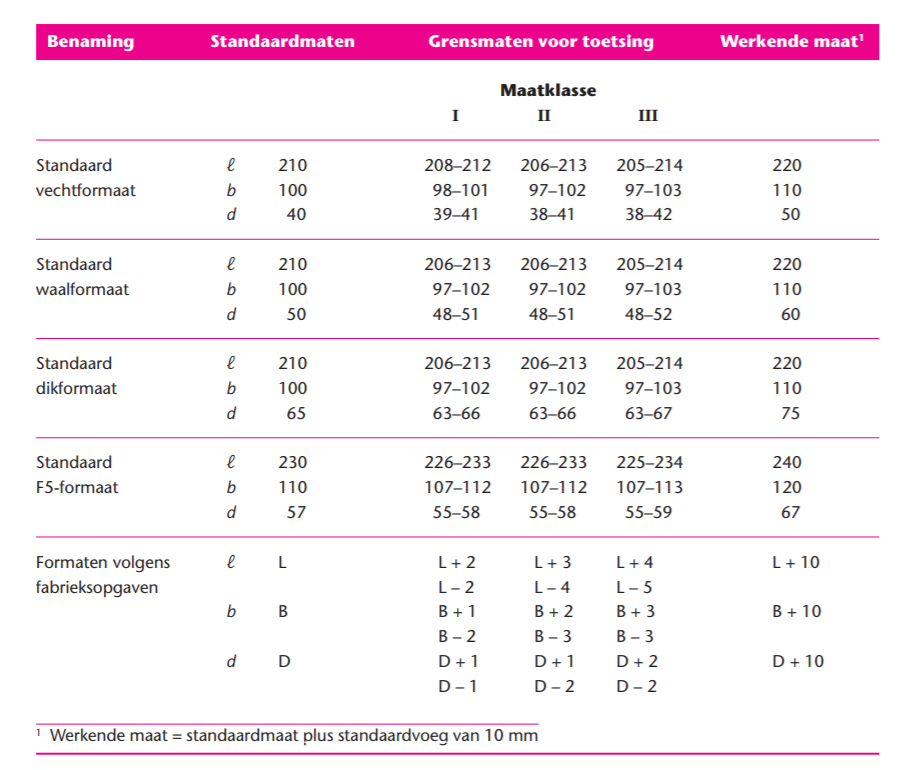 Benaming Standaardmaten Grensmaten voor toetsing Werkende maat¹
Maatklasse
I II III
Standaard ℓ 210 208–212 206–213 205–214 220
vechtformaat b 100 98–101 97–102 97–103 110
d 40 39–41 38–41 38–42 50
Standaard ℓ 210 206–213 206–213 205–214 220
waalformaat b 100 97–102 97–102 97–103 110
d 50 48–51 48–51 48–52 60
Standaard ℓ 210 206–213 206–213 205–214 220
dikformaat b 100 97–102 97–102 97–103 110
d 65 63–66 63–66 63–67 75
Standaard ℓ 230 226–233 226–233 225–234 240
F5-formaat b 110 107–112 107–112 107–113 120
d 57 55–58 55–58 55–59 67
Formaten volgens ℓ L L + 2 L + 3 L + 4 L + 10
fabrieksopgaven L – 2 L – 4 L – 5
b B B + 1 B + 2 B + 3 B + 10
B – 2 B – 3 B – 3
d D D + 1 D + 1 D + 2 D + 10
D – 1 D – 2 D – 2
¹ Werkende maat = standaardmaat plus standaardvoeg van 10 mm